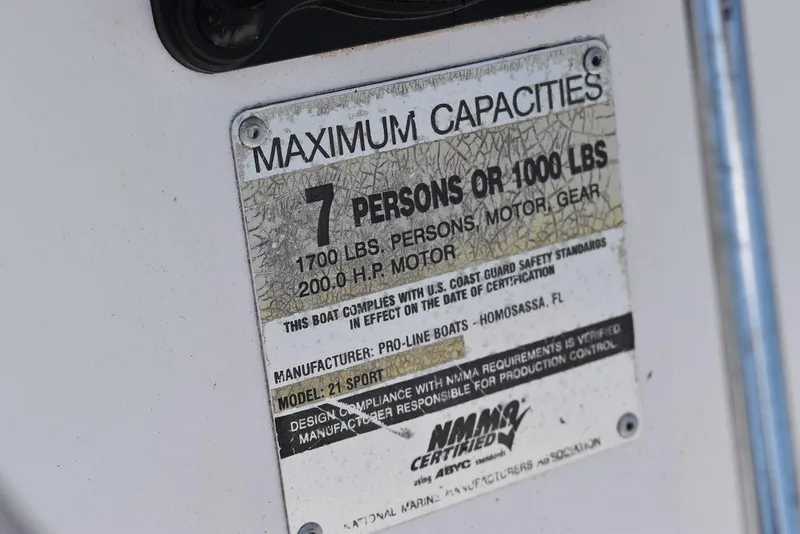 MAXIMUM CAPACITIES
7 PERSONS OR 1000 LBS
1700 LBS. PERSONS, MOTOR, GEAR
200.0 H.P. MOTOR
THIS BOAT COMPLIES WITH U.S. COAST GUARD SAFETY STANDARDS
IN EFFECT ON THE DATE OF CERTIFICATION
MANUFACTURER: PRO-LINE BOATS - HOMOSASSA, FL
MODEL: 21 SPORT
DESIGN COMPLIANCE WITH NMMA REQUIREMENTS IS VERIFIED.
MANUFACTURER RESPONSIBLE FOR PRODUCTION CONTROL.
NMMA
CERTIFIED
using ABYC standards
NATIONAL MARINE MANUFACTURERS ASSOCIATION